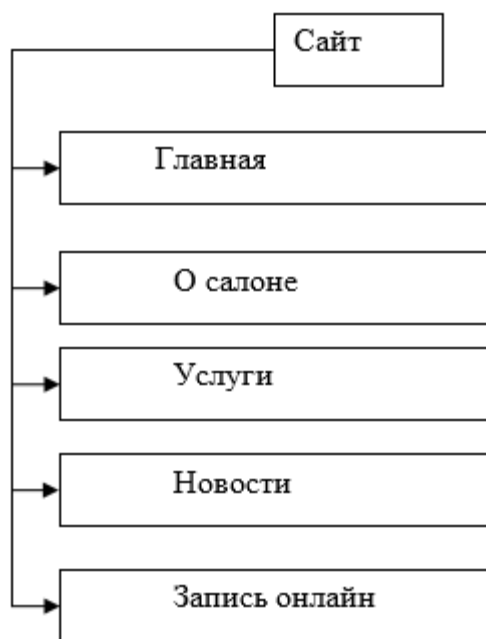 Сайт
Главная
О салоне
Услуги
Новости
Запись онлайн